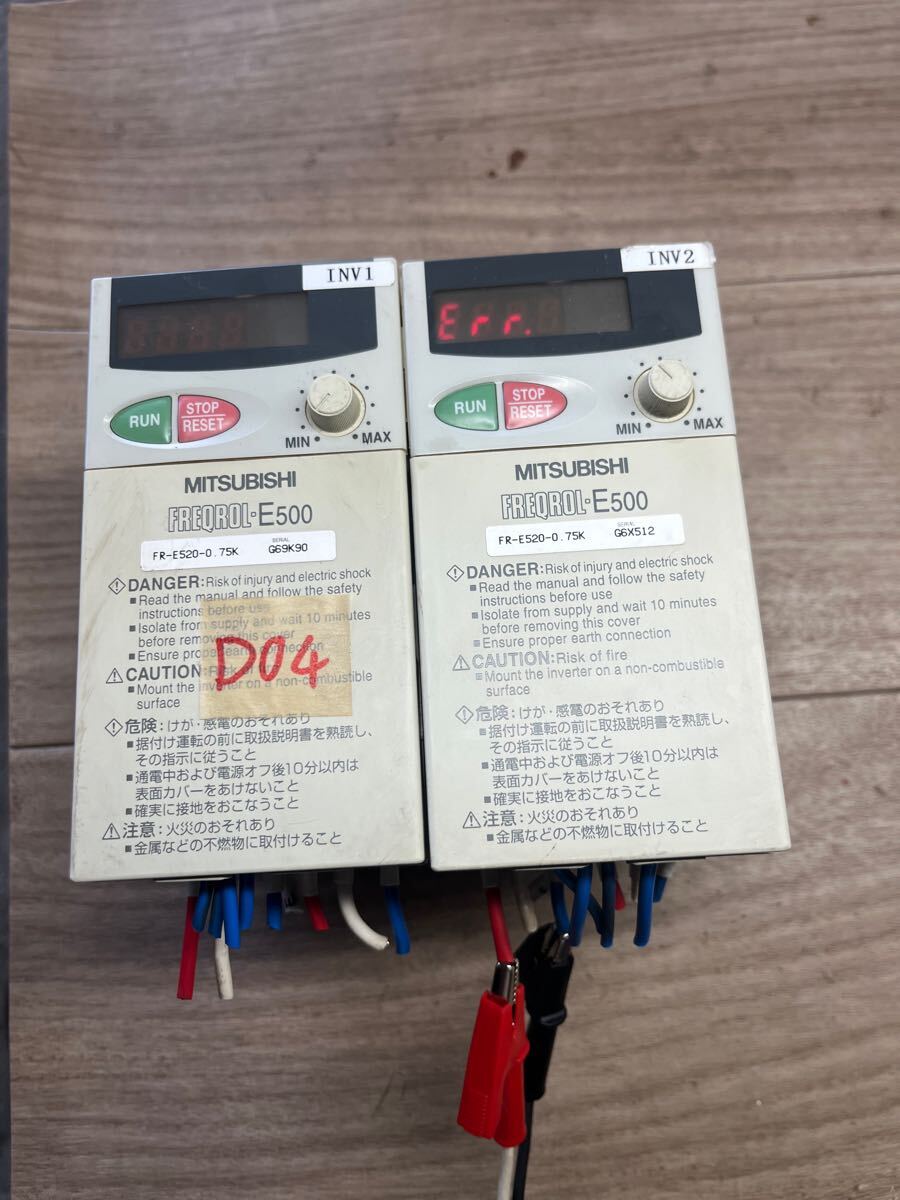 INV1
RUN
STOP
RESET
MIN
MAX
MITSUBISHI
FREQROL-E500
FR-E520-0.75K
SERIAL
G69K90
DANGER:Risk of injury and electric shock
■Read the manual and follow the safety
instructions before use
■Isolate from supply and wait 10 minutes
before removing this cover
■Ensure proper earth connection
CAUTION:Risk of
■Mount the inverter on a non-combustible
surface
D04
危険:けが・感電のおそれあり
■据付け運転の前に取扱説明書を熟読し、
その指示に従うこと
■通電中および電源オフ後10分以内は
表面カバーをあけないこと
■確実に接地をおこなうこと
注意:火災のおそれあり
■金属などの不燃物に取付けること
INV2
Err.
RUN
STOP
RESET
MIN
MAX
MITSUBISHI
FREQROL-E500
FR-E520-0.75K
SERIAL
G6X512
DANGER:Risk of injury and electric shock
■Read the manual and follow the safety
instructions before use
■Isolate from supply and wait 10 minutes
before removing this cover
■Ensure proper earth connection
CAUTION:Risk of fire
■Mount the inverter on a non-combustible
surface
危険:けが・感電のおそれあり
■据付け運転の前に取扱説明書を熟読し、
その指示に従うこと
■通電中および電源オフ後10分以内は
表面カバーをあけないこと
■確実に接地をおこなうこと
注意:火災のおそれあり
■金属などの不燃物に取付けること